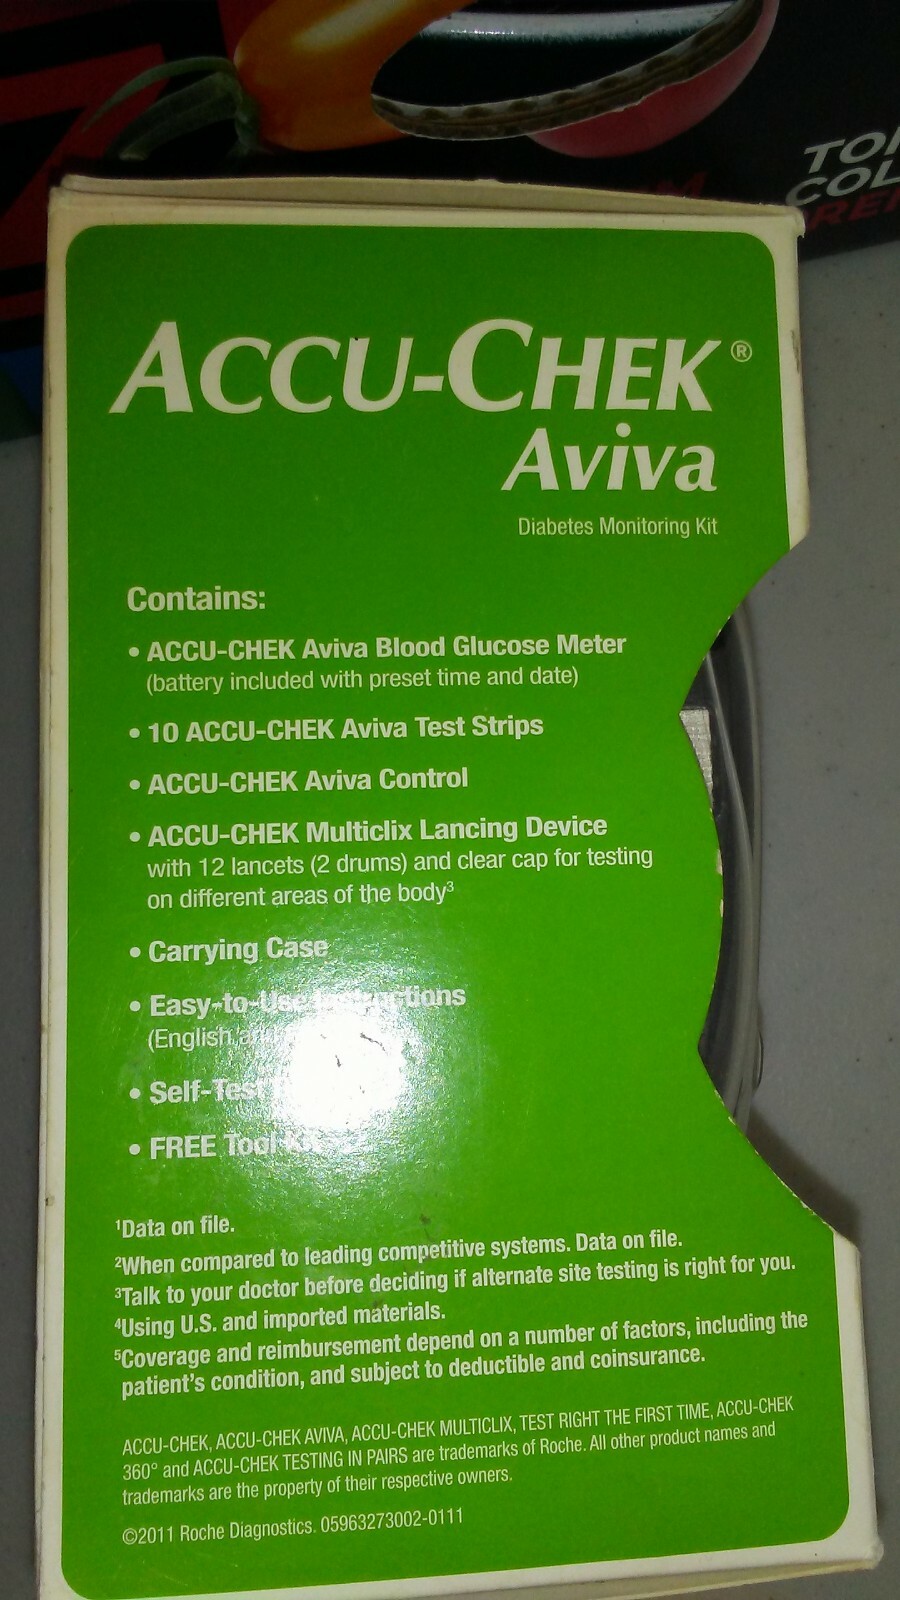 TO
COL
REI
ACCU-CHEK®
Aviva
Diabetes Monitoring Kit
Contains:
• ACCU-CHEK Aviva Blood Glucose Meter
(battery included with preset time and date)
• 10 ACCU-CHEK Aviva Test Strips
• ACCU-CHEK Aviva Control
• ACCU-CHEK Multiclix Lancing Device
with 12 lancets (2 drums) and clear cap for testing
on different areas of the body³
• Carrying Case
• Easy-to-Use Instructions
(English
• Self-Test
• FREE Tool
¹Data on file.
²When compared to leading competitive systems. Data on file.
³Talk to your doctor before deciding if alternate site testing is right for you.
⁴Using U.S. and imported materials.
⁵Coverage and reimbursement depend on a number of factors, including the
patient's condition, and subject to deductible and coinsurance.
ACCU-CHEK, ACCU-CHEK AVIVA, ACCU-CHEK MULTICLIX, TEST RIGHT THE FIRST TIME, ACCU-CHEK
360° and ACCU-CHEK TESTING IN PAIRS are trademarks of Roche. All other product names and
trademarks are the property of their respective owners.
©2011 Roche Diagnostics. 05963273002-0111